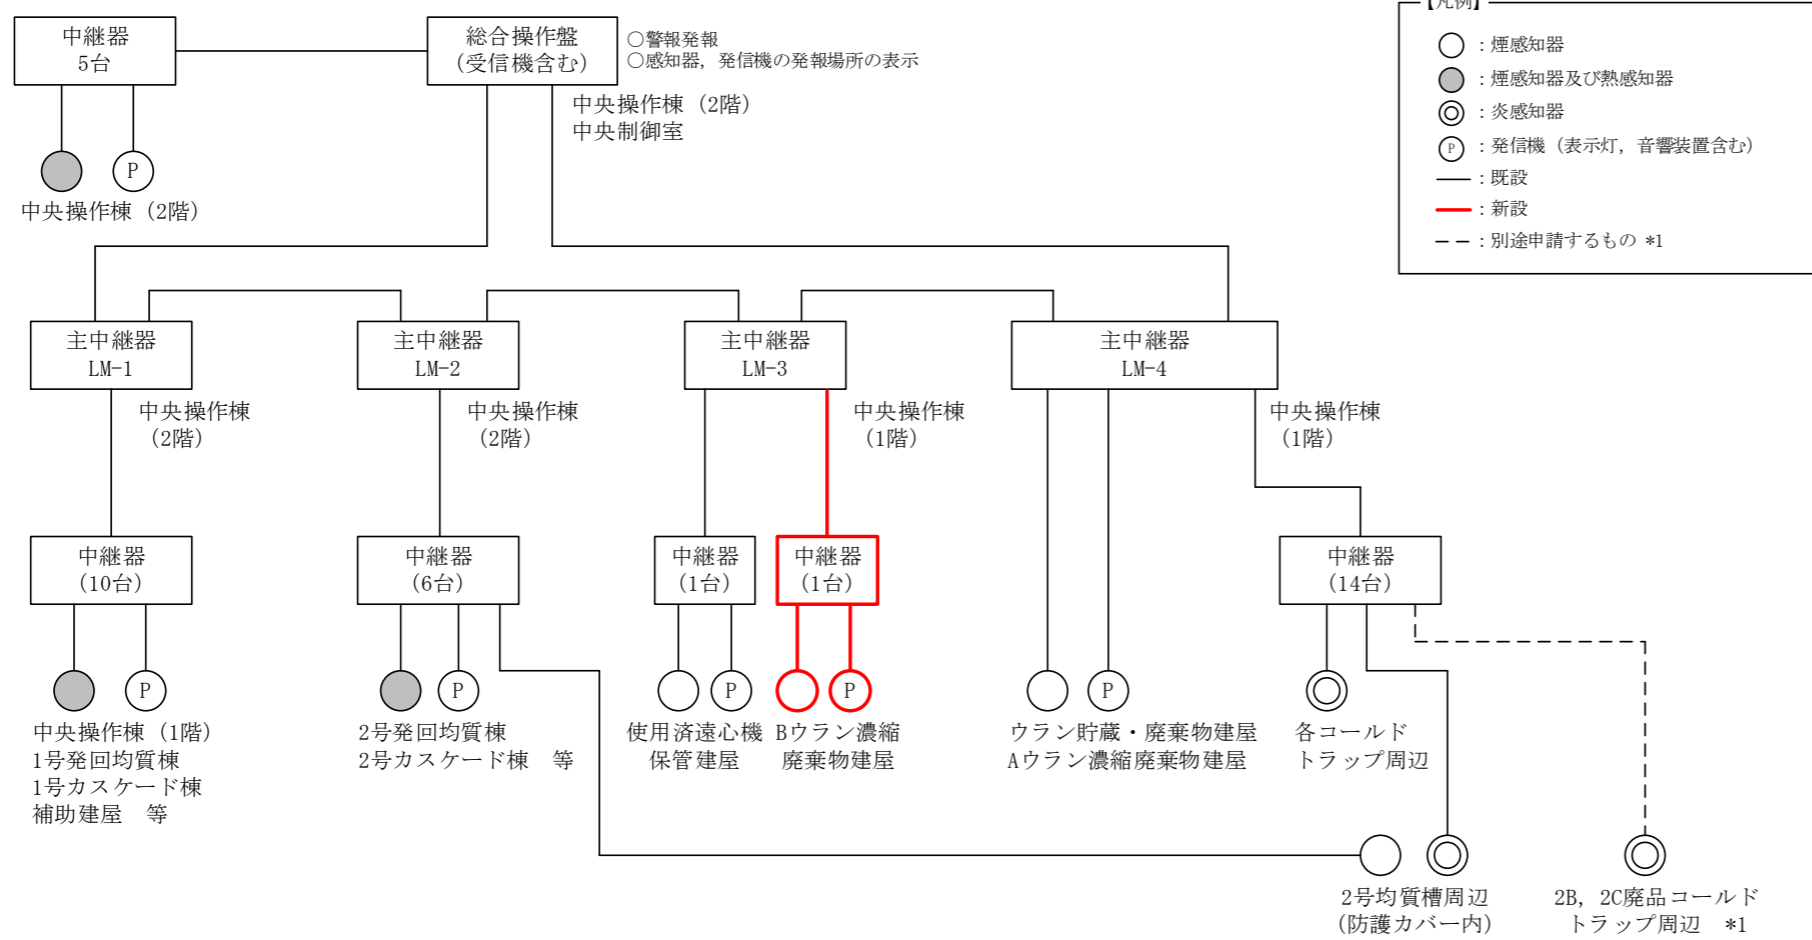 中継器
5台
総合操作盤
(受信機含む)
○警報発報
○感知器, 発信機の発報場所の表示
中央操作棟 (2階)
中央制御室
P
中央操作棟 (2階)
【凡例】
: 煙感知器
: 煙感知器及び熱感知器
: 炎感知器
P : 発信機 (表示灯, 音響装置含む)
: 既設
: 新設
: 別途申請するもの *1
主中継器
LM-1
中央操作棟
(2階)
主中継器
LM-2
中央操作棟
(2階)
主中継器
LM-3
中央操作棟
(1階)
主中継器
LM-4
中央操作棟
(1階)
中継器
(10台)
中継器
(6台)
中継器
(1台)
中継器
(1台)
中継器
(14台)
P
中央操作棟 (1階)
1号発回均質棟
1号カスケード棟
補助建屋 等
P
2号発回均質棟
2号カスケード棟 等
P
使用済遠心機
保管建屋
P
Bウラン濃縮
廃棄物建屋
P
ウラン貯蔵・廃棄物建屋
Aウラン濃縮廃棄物建屋
各コールド
トラップ周辺
2号均質槽周辺
(防護カバー内)
2B, 2C廃品コールド
トラップ周辺 *1